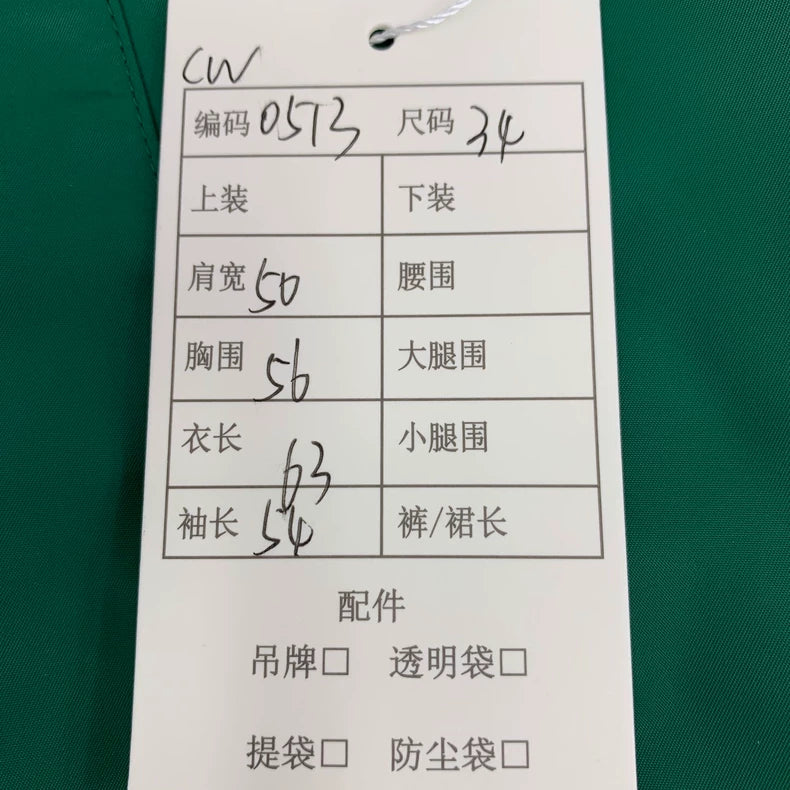 CW
编码 0513 尺码 34
上装 下装
肩宽 50 腰围
胸围 56 大腿围
衣长 63 小腿围
袖长 54 裤/裙长
配件
吊牌□ 透明袋□
提袋□ 防尘袋□